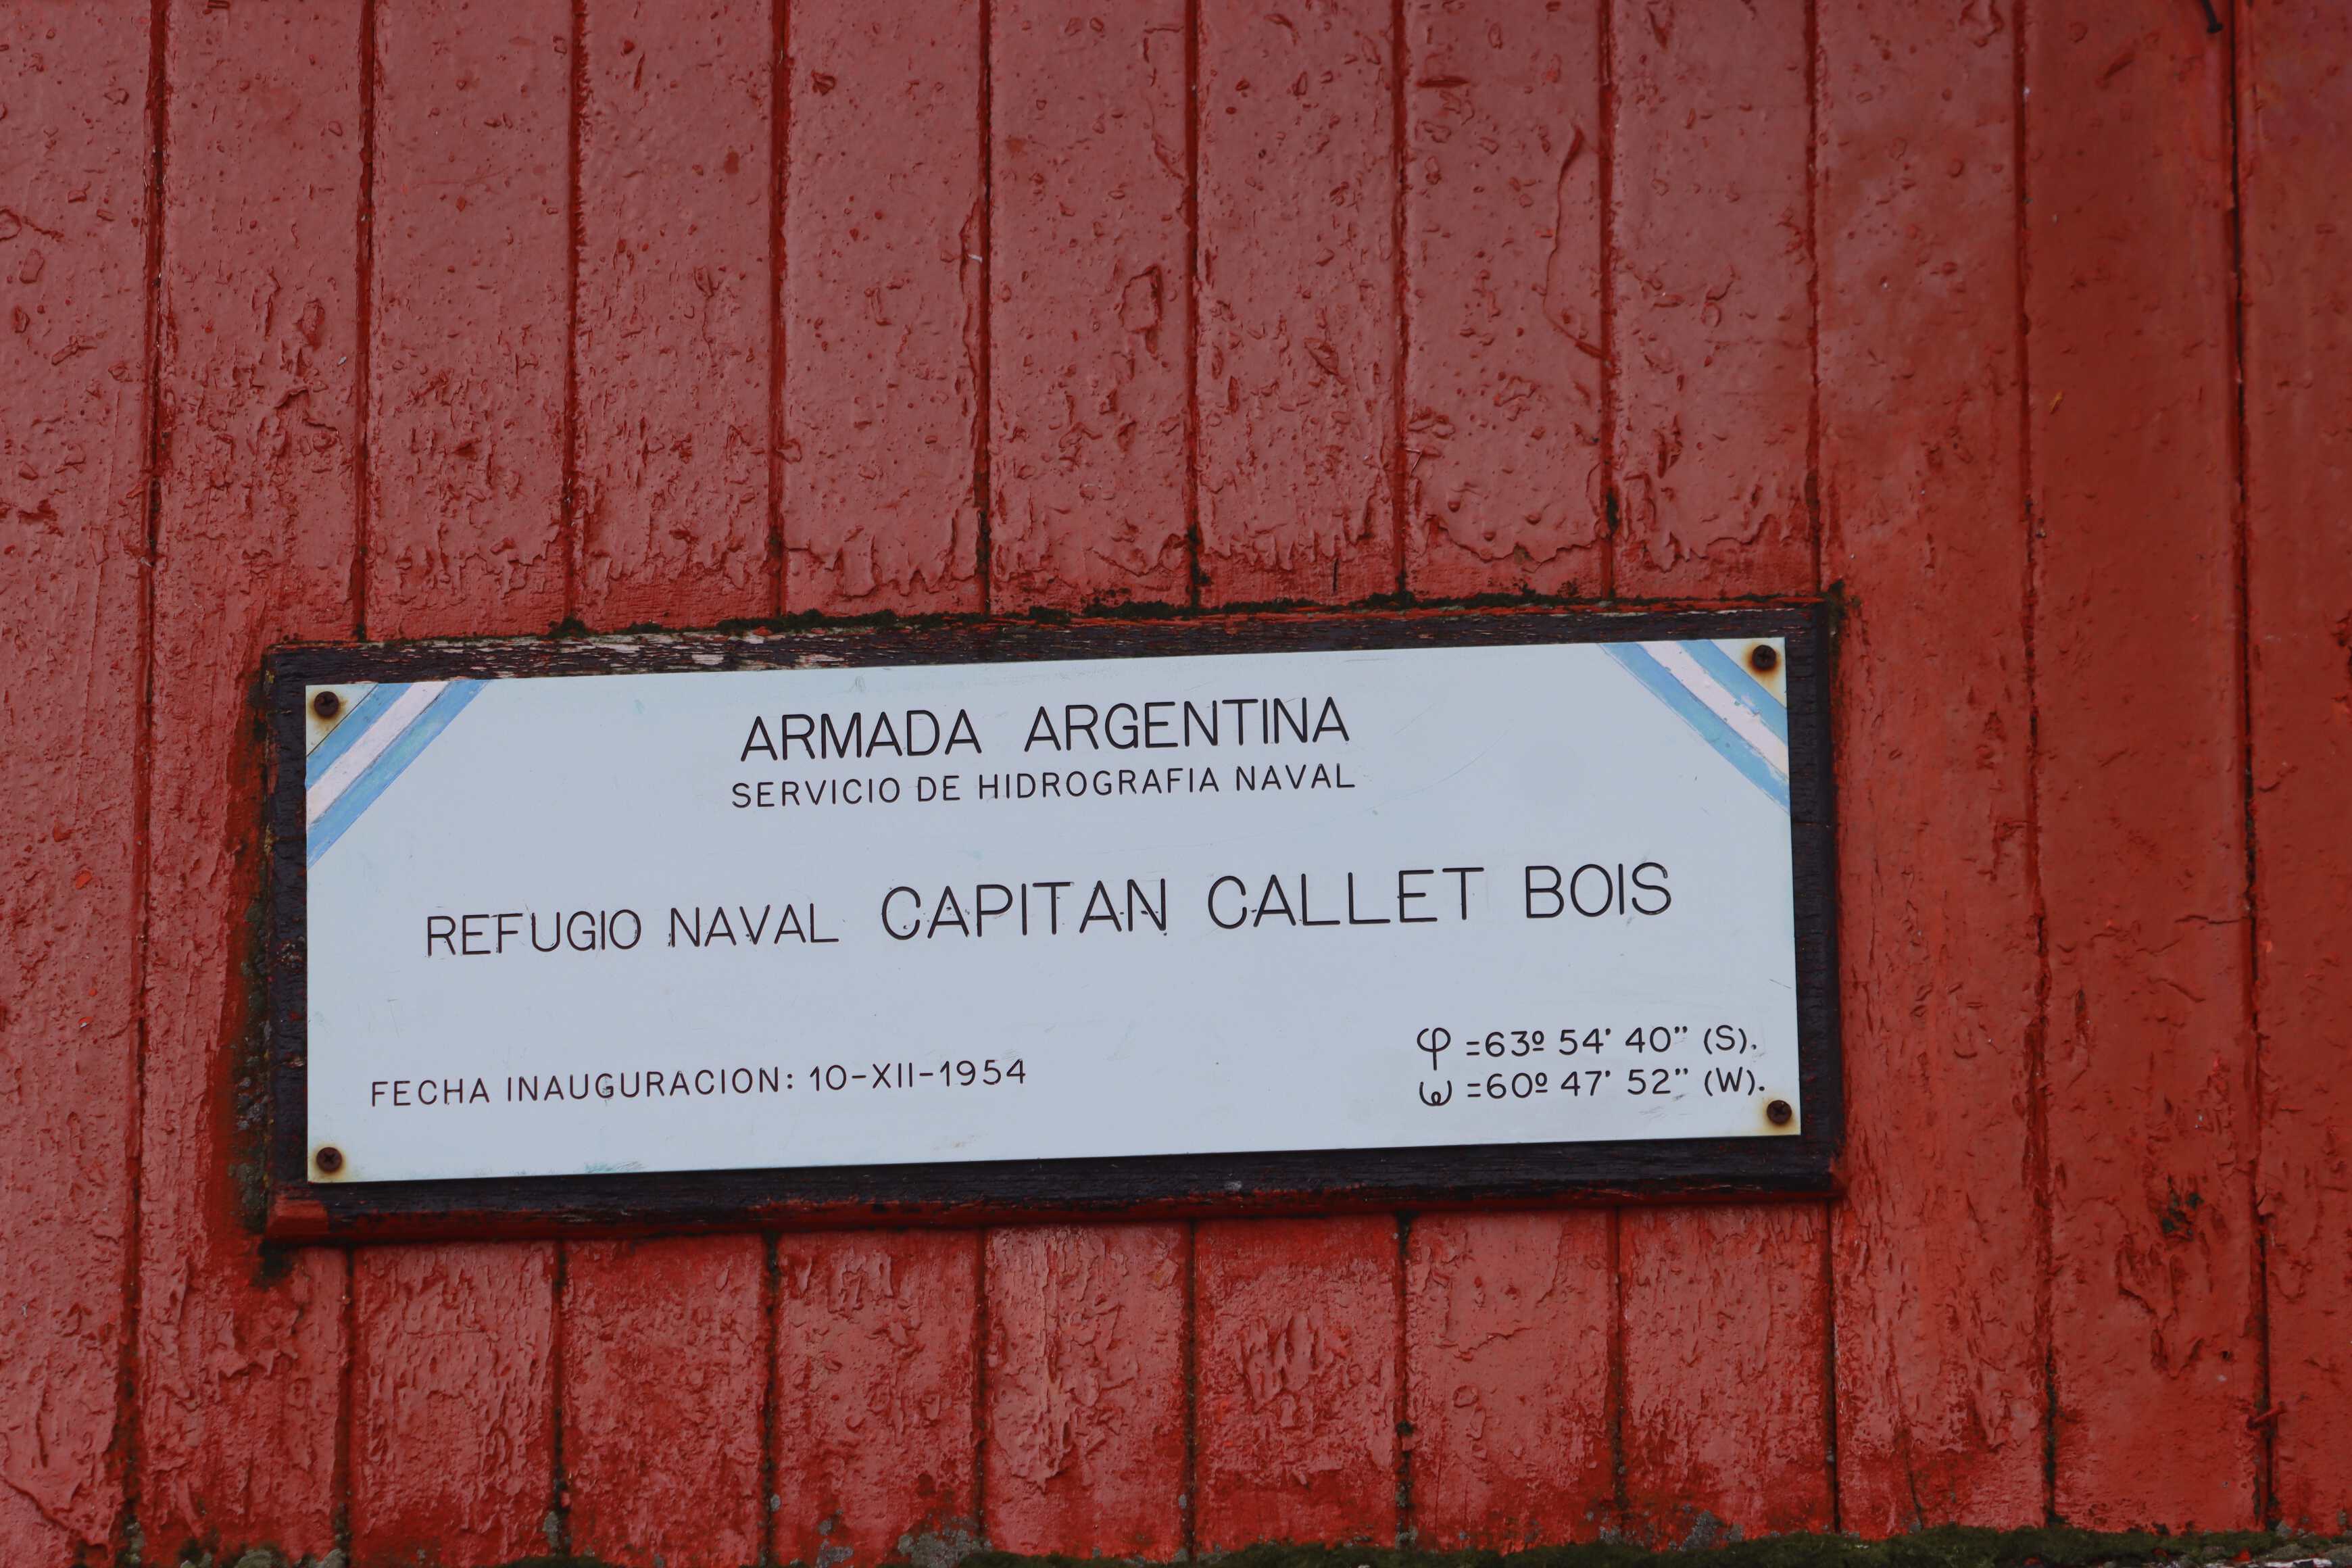 ARMADA ARGENTINA
SERVICIO DE HIDROGRAFIA NAVAL
REFUGIO NAVAL CAPITAN CALLET BOIS
FECHA INAUGURACION: 10-XII-1954
φ =63º 54' 40" (S).
ω =60º 47' 52" (W).